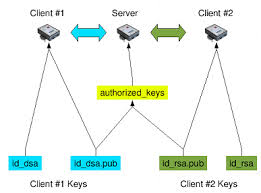 Client #1 Server Client #2
authorized_keys
id_dsa id_dsa.pub id_rsa.pub id_rsa
Client #1 Keys Client #2 Keys